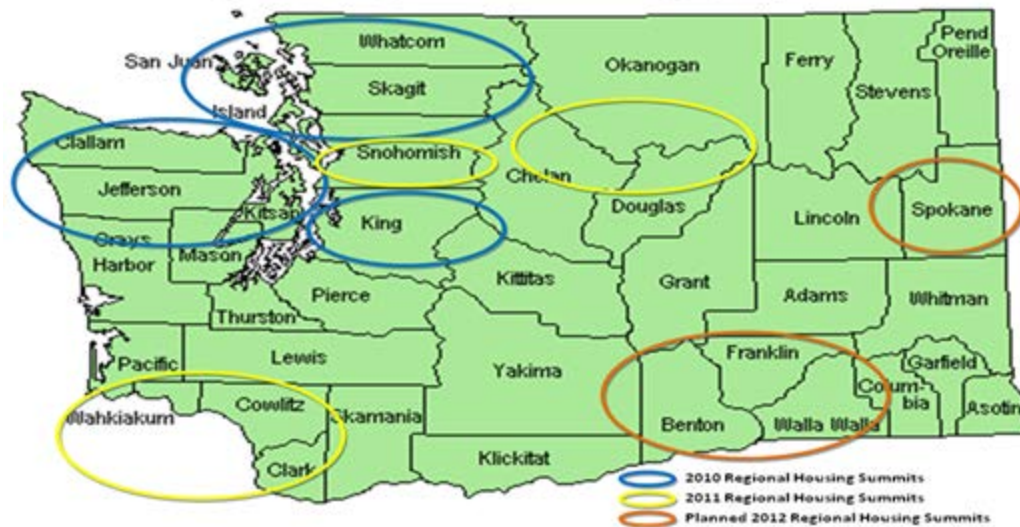 Whatcom
San Juan
Skagit
Island
Okanogan
Ferry
Stevens
Pend
Oreille
Clallam
Snohomish
Jefferson
Chelan
Kitsap
King
Douglas
Lincoln
Spokane
Grays
Harbor
Mason
Kittitas
Grant
Pierce
Adams
Whitman
Thurston
Pacific
Lewis
Yakima
Franklin
Garfield
Wahkiakum
Cowlitz
Skamania
Benton
Walla Walla
Colum-
bia
Asotin
Clark
Klickitat
2010 Regional Housing Summits
2011 Regional Housing Summits
Planned 2012 Regional Housing Summits